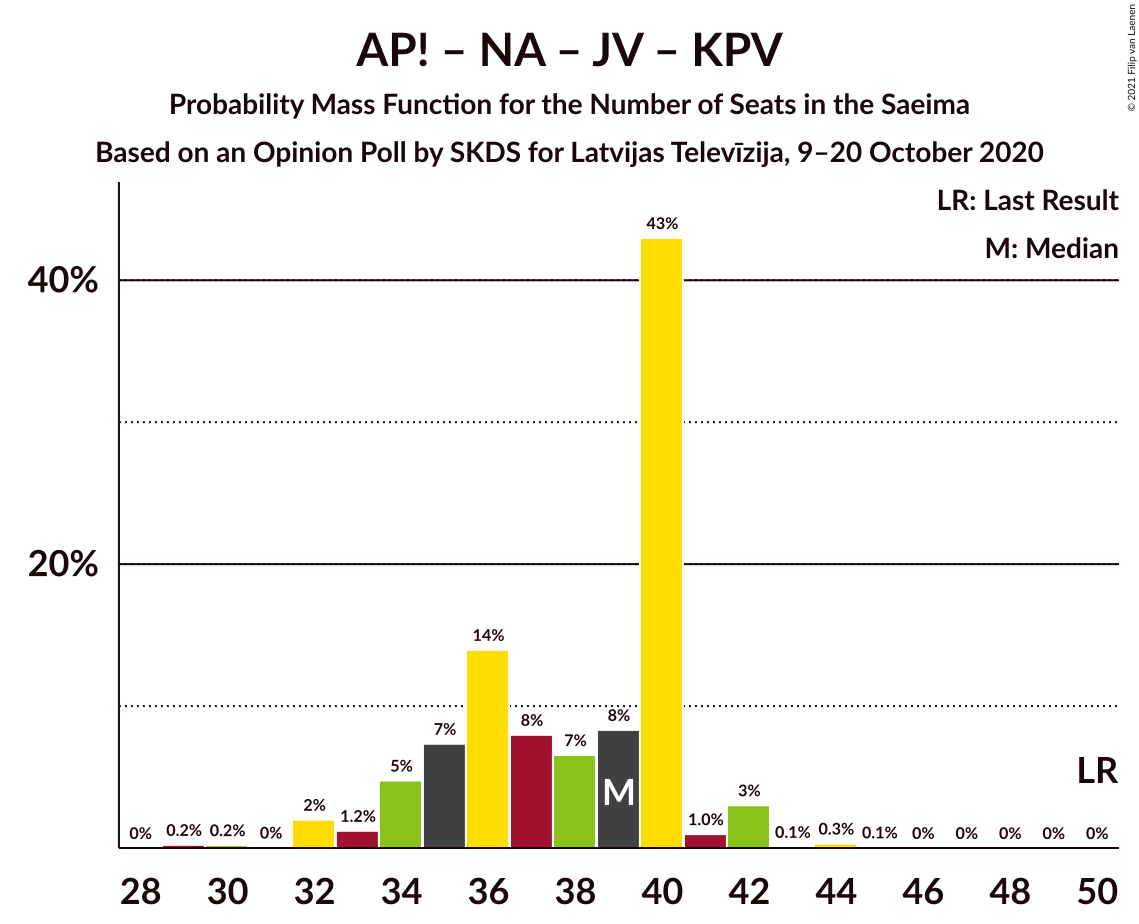 AP! – NA – JV – KPV
Probability Mass Function for the Number of Seats in the Saeima
Based on an Opinion Poll by SKDS for Latvijas Televīzija, 9–20 October 2020
© 2021 Filip van Laenen
LR: Last Result
M: Median
40%
20%
43%
14%
8%
8%
7%
7%
5%
3%
2%
1.2%
1.0%
0%
0.2%
0.2%
0%
0.1%
0.3%
0.1%
0%
0%
0%
0%
0%
M
LR
28 30 32 34 36 38 40 42 44 46 48 50